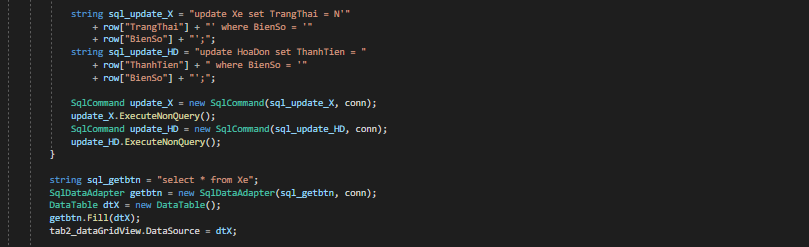 string sql_update_X = "update Xe set TrangThai = N'"
+ row["TrangThai"] + "' where BienSo = '"
+ row["BienSo"] + "';";
string sql_update_HD = "update HoaDon set ThanhTien = "
+ row["ThanhTien"] + " where BienSo = '"
+ row["BienSo"] + "';";
SqlCommand update_X = new SqlCommand(sql_update_X, conn);
update_X.ExecuteNonQuery();
SqlCommand update_HD = new SqlCommand(sql_update_HD, conn);
update_HD.ExecuteNonQuery();
}
string sql_getbtn = "select * from Xe";
SqlDataAdapter getbtn = new SqlDataAdapter(sql_getbtn, conn);
DataTable dtX = new DataTable();
getbtn.Fill(dtX);
tab2_dataGridView.DataSource = dtX;